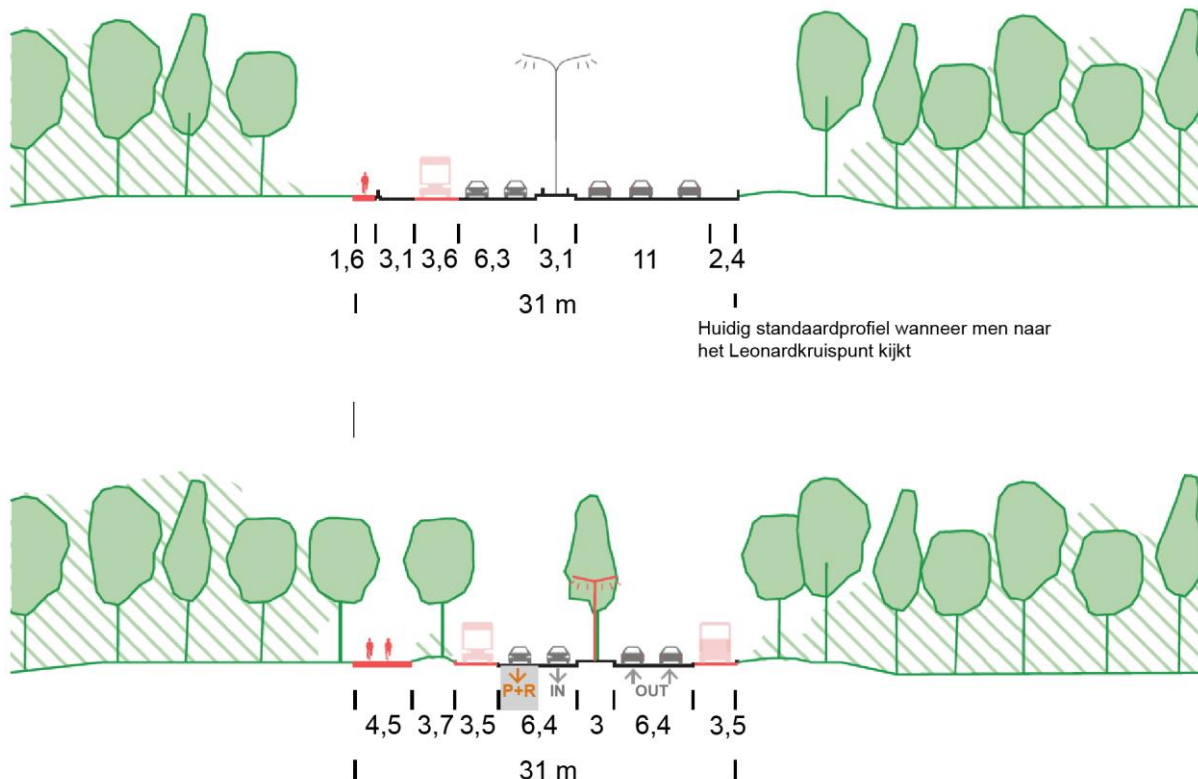 1,6 3,1 3,6 6,3 3,1 11 2,4
31 m
Huidig standaardprofiel wanneer men naar
het Leonardkruispunt kijkt
P+R IN OUT
4,5 3,7 3,5 6,4 3 6,4 3,5
31 m